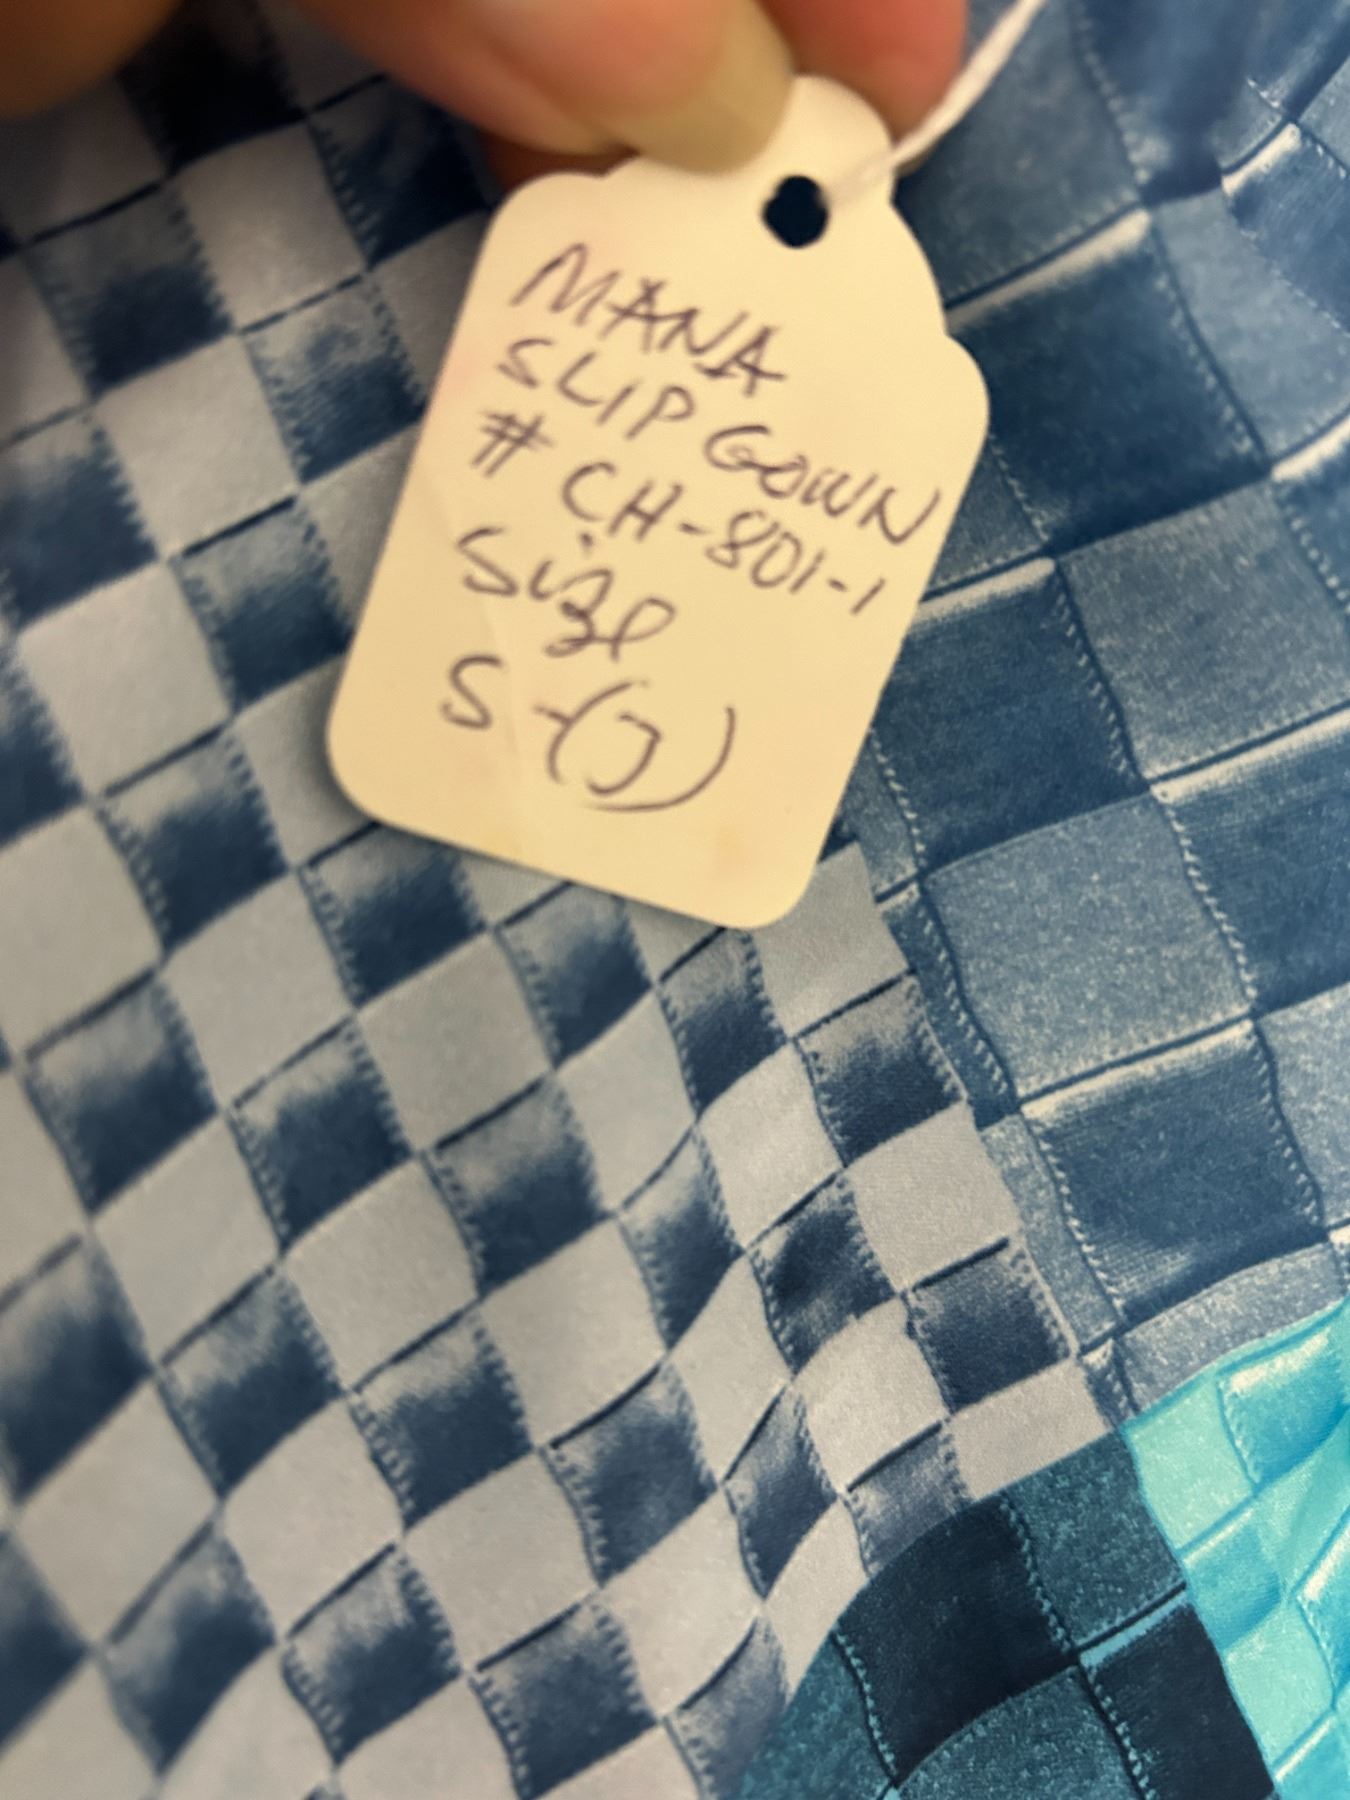 MANA
SLIP GOWN
# CH-801-1
Size
S-(J)